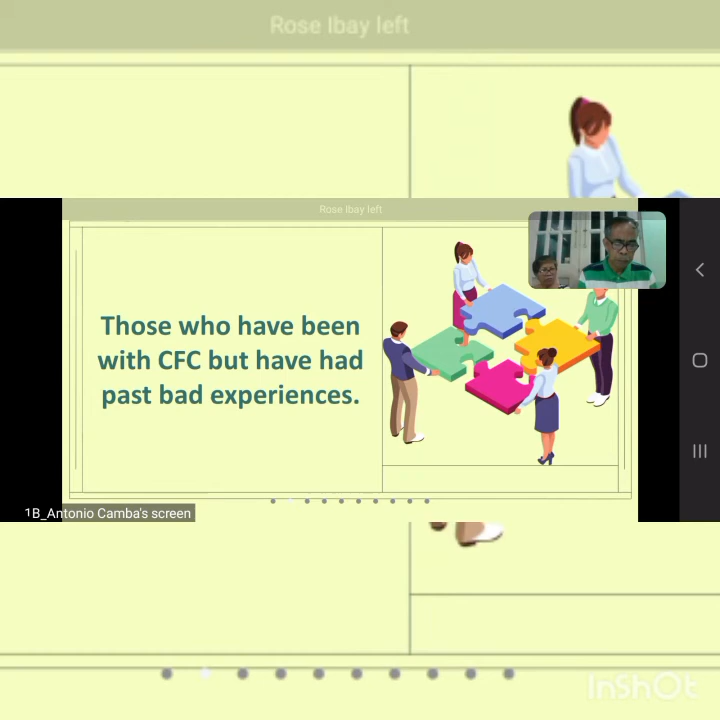 Rose Ibay left
Rose Ibay left
Those who have been
with CFC but have had
past bad experiences.
1B_Antonio Camba's screen
InShOt